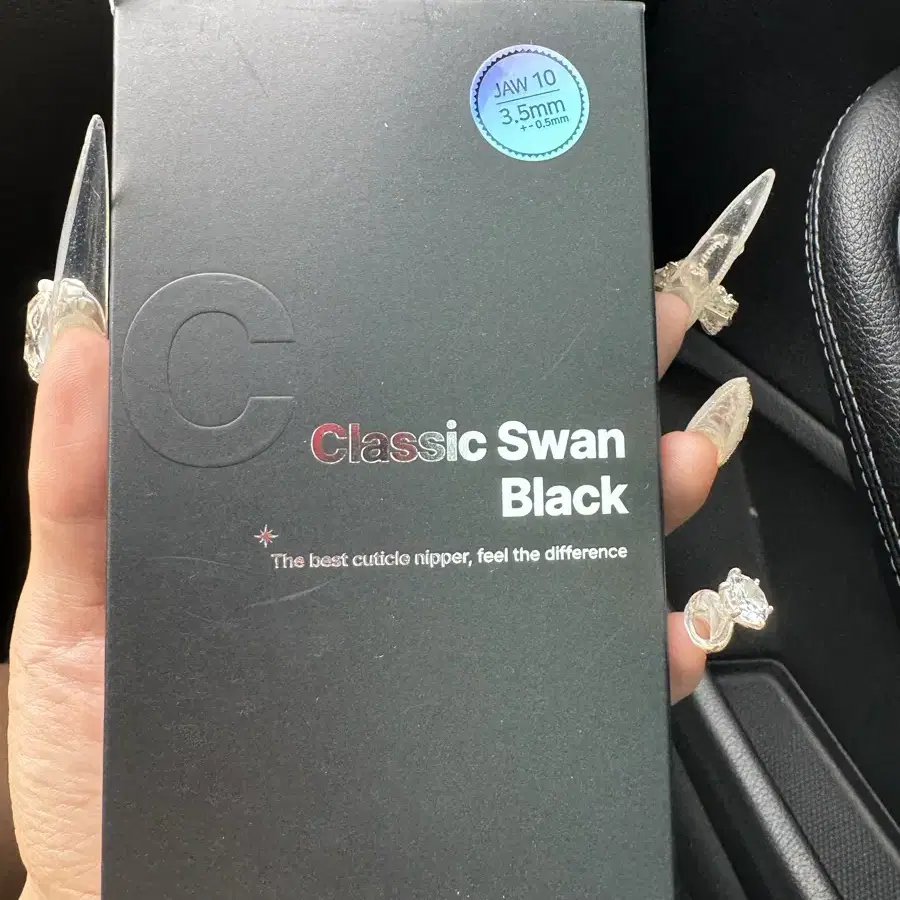 JAW 10
3.5mm
+- 0.5mm
C
Classic Swan
Black
The best cuticle nipper, feel the difference